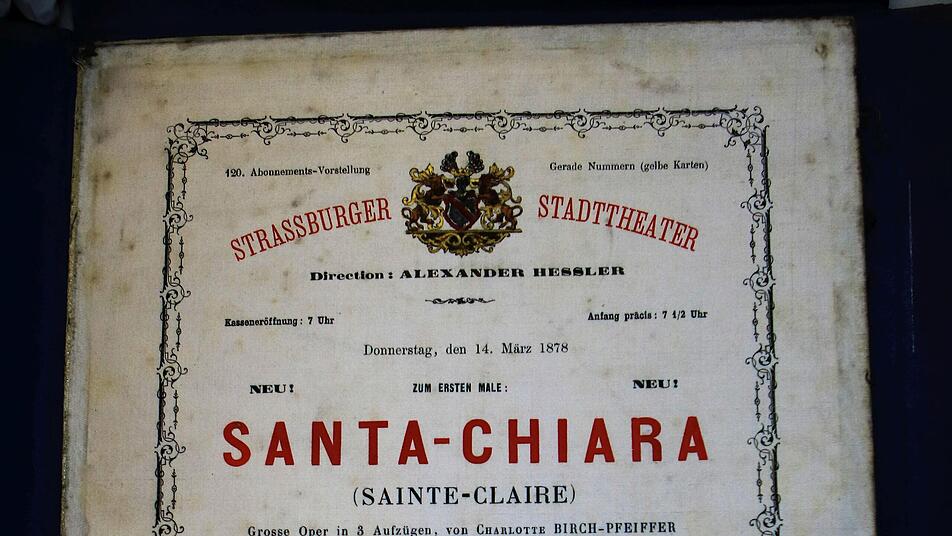 120. Abonnements-Vorstellung Gerade Nummern (gelbe Karten)
STRASSBURGER STADTTHEATER
Direction: ALEXANDER HESSLER
Kasseneröffnung: 7 Uhr Anfang präcis: 7 1/2 Uhr
Donnerstag, den 14. März 1878
NEU! ZUM ERSTEN MALE: NEU!
SANTA-CHIARA
(SAINTE-CLAIRE)
Grosse Oper in 3 Aufzügen, von CHARLOTTE BIRCH-PFEIFFER